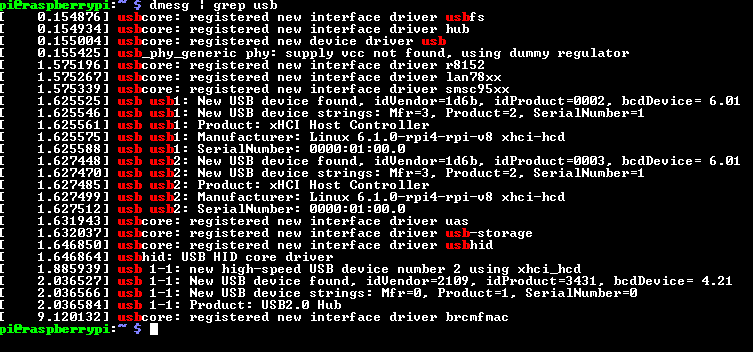 pi@raspberrypi:~ $ dmesg | grep usb
[    0.154876] usbcore: registered new interface driver usbfs
[    0.154934] usbcore: registered new interface driver hub
[    0.155004] usbcore: registered new device driver usb
[    0.155425] usb_phy_generic phy: supply vcc not found, using dummy regulator
[    1.575196] usbcore: registered new interface driver r8152
[    1.575267] usbcore: registered new interface driver lan78xx
[    1.575339] usbcore: registered new interface driver smsc95xx
[    1.625525] usb usb1: New USB device found, idVendor=1d6b, idProduct=0002, bcdDevice= 6.01
[    1.625546] usb usb1: New USB device strings: Mfr=3, Product=2, SerialNumber=1
[    1.625561] usb usb1: Product: xHCI Host Controller
[    1.625575] usb usb1: Manufacturer: Linux 6.1.0-rpi4-rpi-v8 xhci-hcd
[    1.625588] usb usb1: SerialNumber: 0000:01:00.0
[    1.627448] usb usb2: New USB device found, idVendor=1d6b, idProduct=0003, bcdDevice= 6.01
[    1.627470] usb usb2: New USB device strings: Mfr=3, Product=2, SerialNumber=1
[    1.627485] usb usb2: Product: xHCI Host Controller
[    1.627499] usb usb2: Manufacturer: Linux 6.1.0-rpi4-rpi-v8 xhci-hcd
[    1.627512] usb usb2: SerialNumber: 0000:01:00.0
[    1.631943] usbcore: registered new interface driver uas
[    1.632037] usbcore: registered new interface driver usb-storage
[    1.646850] usbcore: registered new interface driver usbhid
[    1.646864] usbhid: USB HID core driver
[    1.885939] usb 1-1: new high-speed USB device number 2 using xhci_hcd
[    2.036527] usb 1-1: New USB device found, idVendor=2109, idProduct=3431, bcdDevice= 4.21
[    2.036566] usb 1-1: New USB device strings: Mfr=0, Product=1, SerialNumber=0
[    2.036584] usb 1-1: Product: USB2.0 Hub
[    9.120132] usbcore: registered new interface driver brcmfmac
pi@raspberrypi:~ $